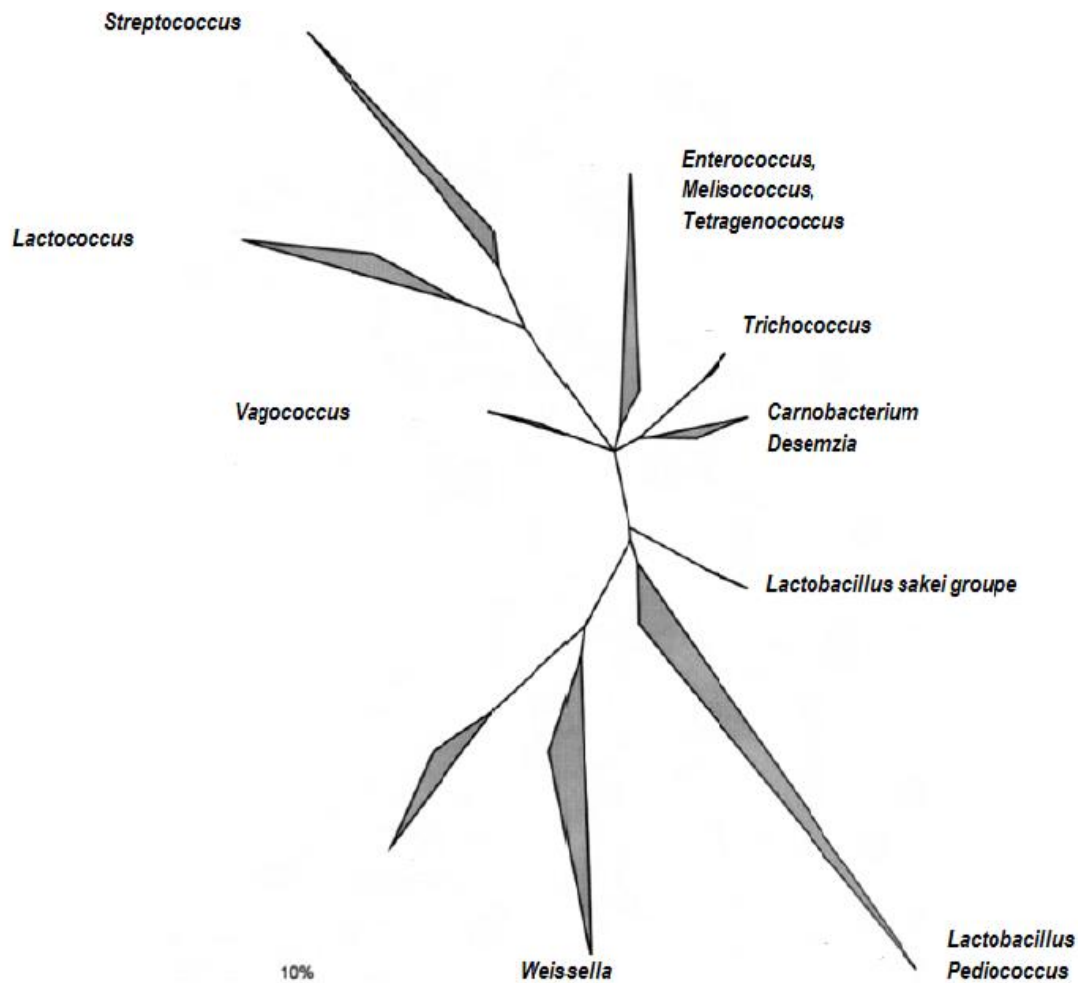 Streptococcus
Enterococcus,
Melisococcus,
Tetragenococcus
Lactococcus
Trichococcus
Vagococcus
Carnobacterium
Desemzia
Lactobacillus sakei groupe
Lactobacillus
Pediococcus
Weissella
10%